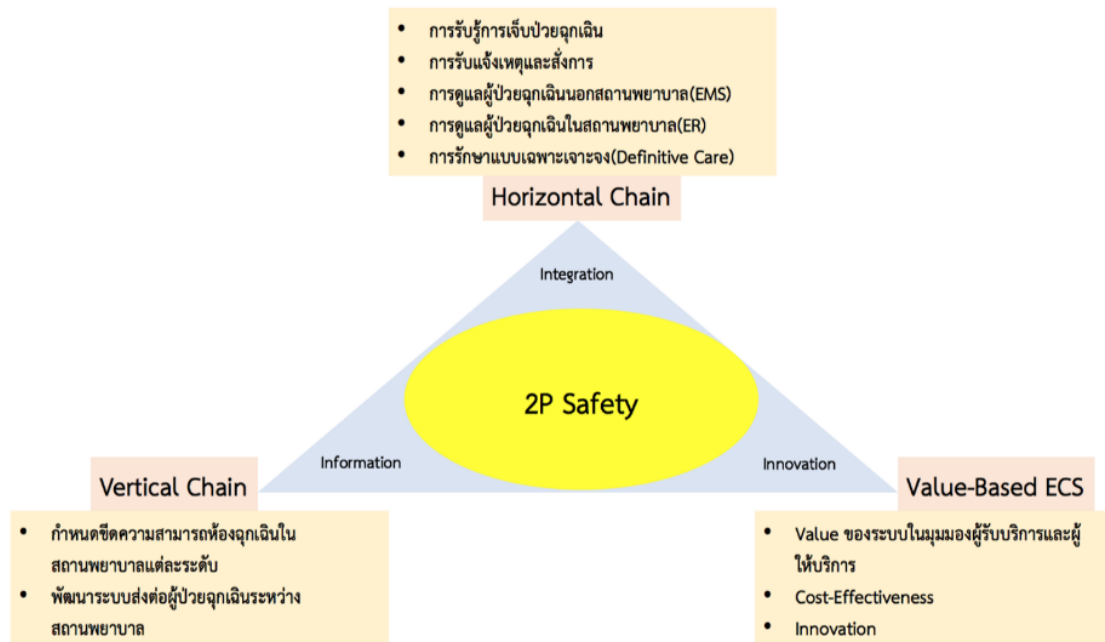 • การรับรู้การเจ็บป่วยฉุกเฉิน
• การรับแจ้งเหตุและสั่งการ
• การดูแลผู้ป่วยฉุกเฉินนอกสถานพยาบาล(EMS)
• การดูแลผู้ป่วยฉุกเฉินในสถานพยาบาล(ER)
• การรักษาแบบเฉพาะเจาะจง(Definitive Care)
Horizontal Chain
Integration
2P Safety
Information
Innovation
Vertical Chain
• กำหนดขีดความสามารถห้องฉุกเฉินใน
สถานพยาบาลแต่ละระดับ
• พัฒนาระบบส่งต่อผู้ป่วยฉุกเฉินระหว่าง
สถานพยาบาล
Value-Based ECS
• Value ของระบบในมุมมองผู้รับบริการและผู้
ให้บริการ
• Cost-Effectiveness
• Innovation